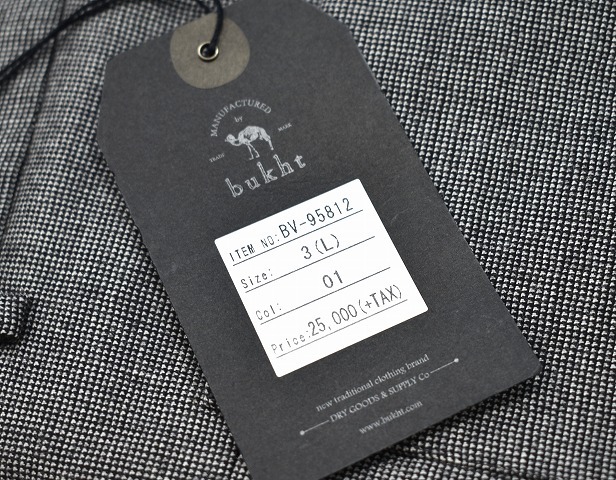 MANUFACTURED
by
TRADE MARK
bukht
ITEM NO:BV-95812
Size: 3(L)
Col: 01
Price:25,000(+TAX)
new traditional clothing brand
DRY GOODS & SUPPLY Co
www.bukht.com